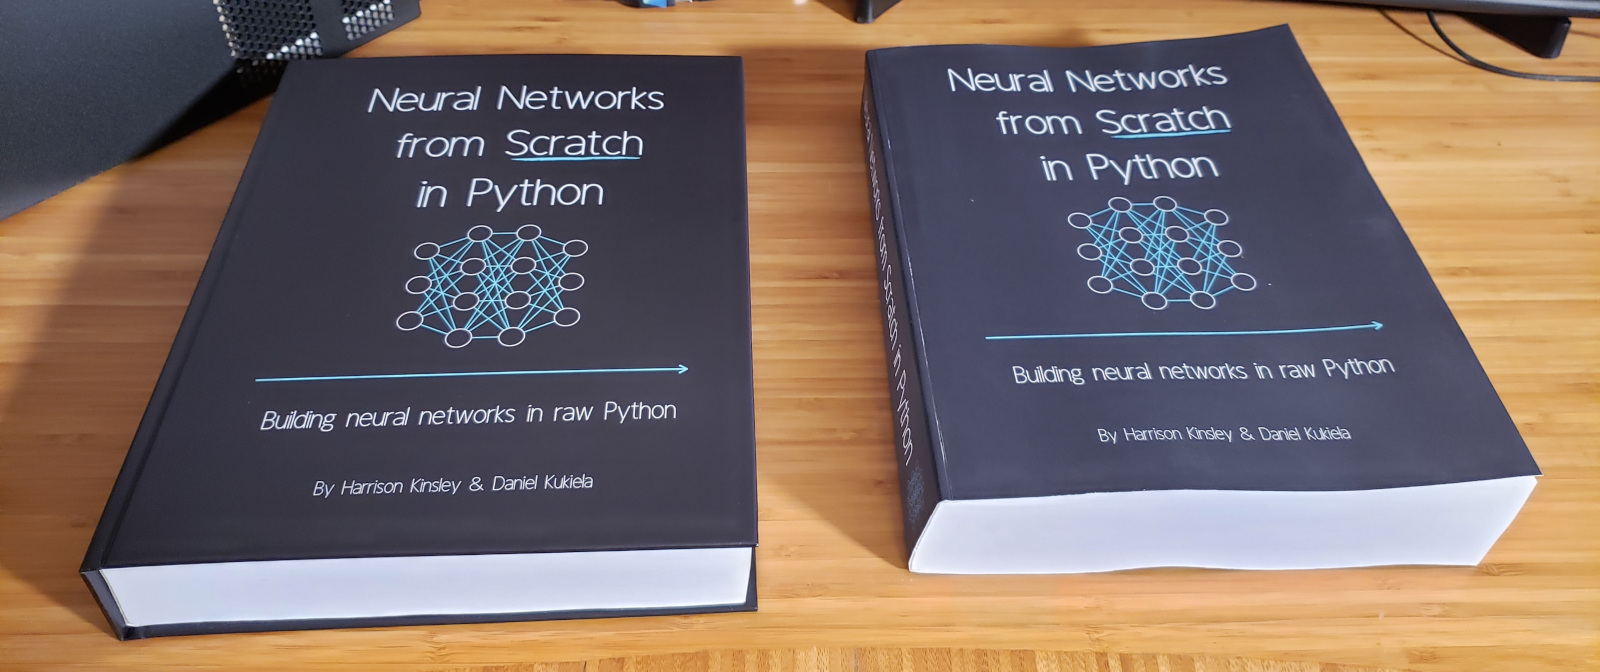 Neural Networks
from Scratch
in Python
Building neural networks in raw Python
By Harrison Kinsley & Daniel Kukiela
Neural Networks from Scratch in Python
Neural Networks
from Scratch
in Python
Building neural networks in raw Python
By Harrison Kinsley & Daniel Kukiela